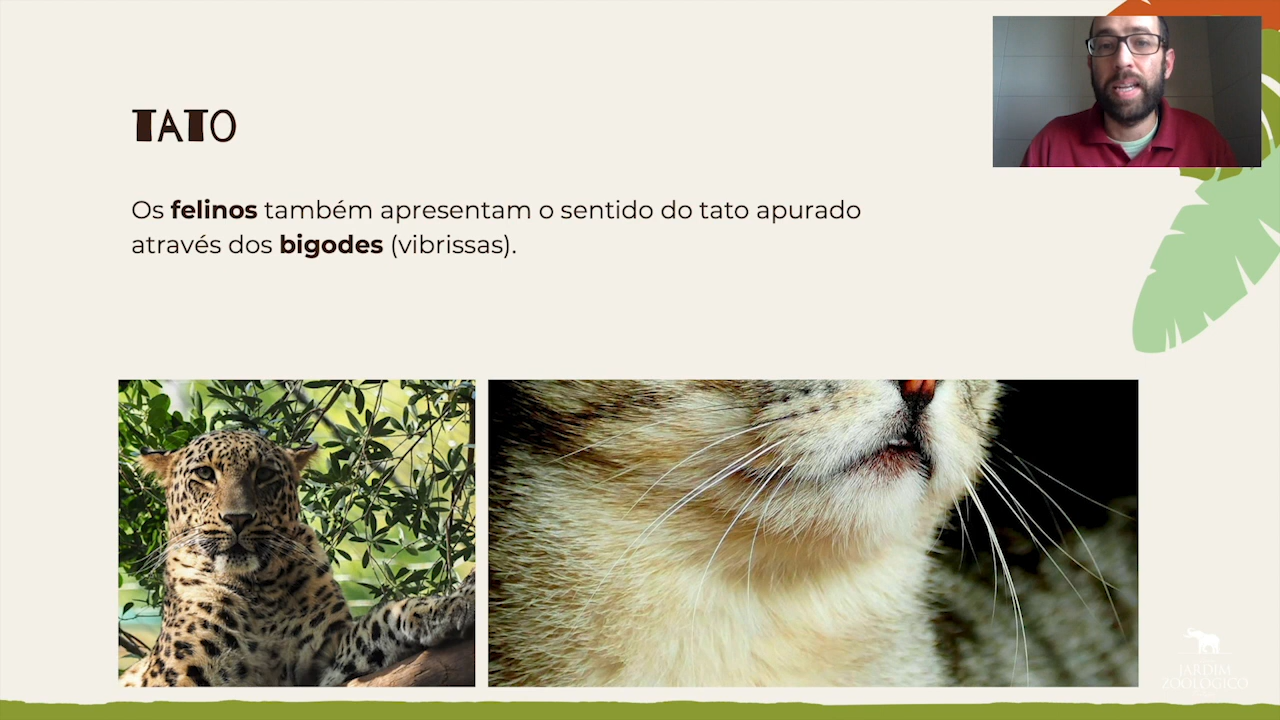 TATO
Os felinos também apresentam o sentido do tato apurado
através dos bigodes (vibrissas).
JARDIM
ZOOLÓGICO